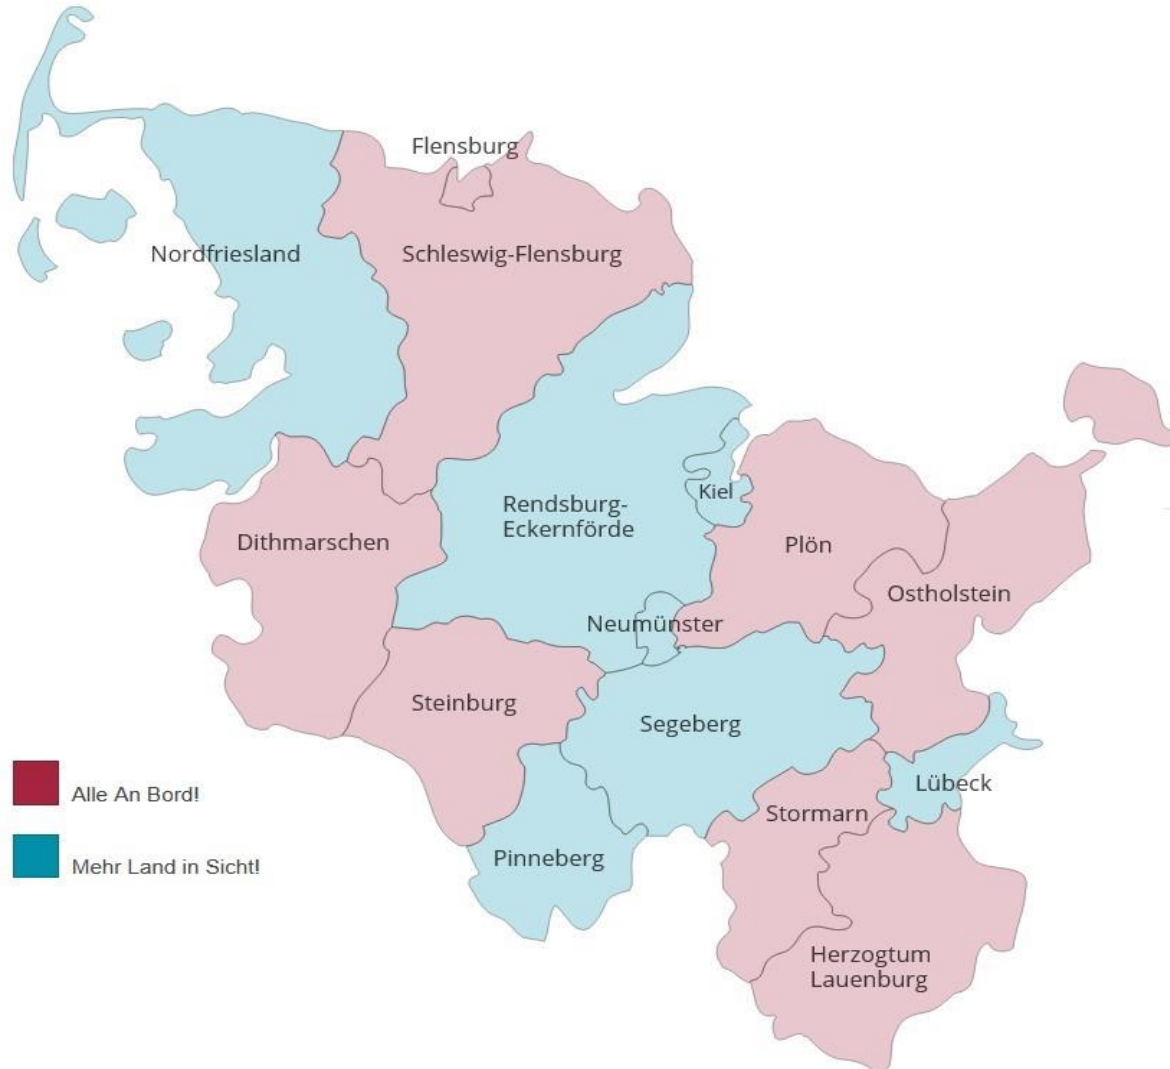 Flensburg
Nordfriesland
Schleswig-Flensburg
Kiel
Rendsburg-
Eckernförde
Dithmarschen
Plön
Ostholstein
Neumünster
Steinburg
Segeberg
Lübeck
Alle An Bord!
Stormarn
Pinneberg
Mehr Land in Sicht!
Herzogtum
Lauenburg